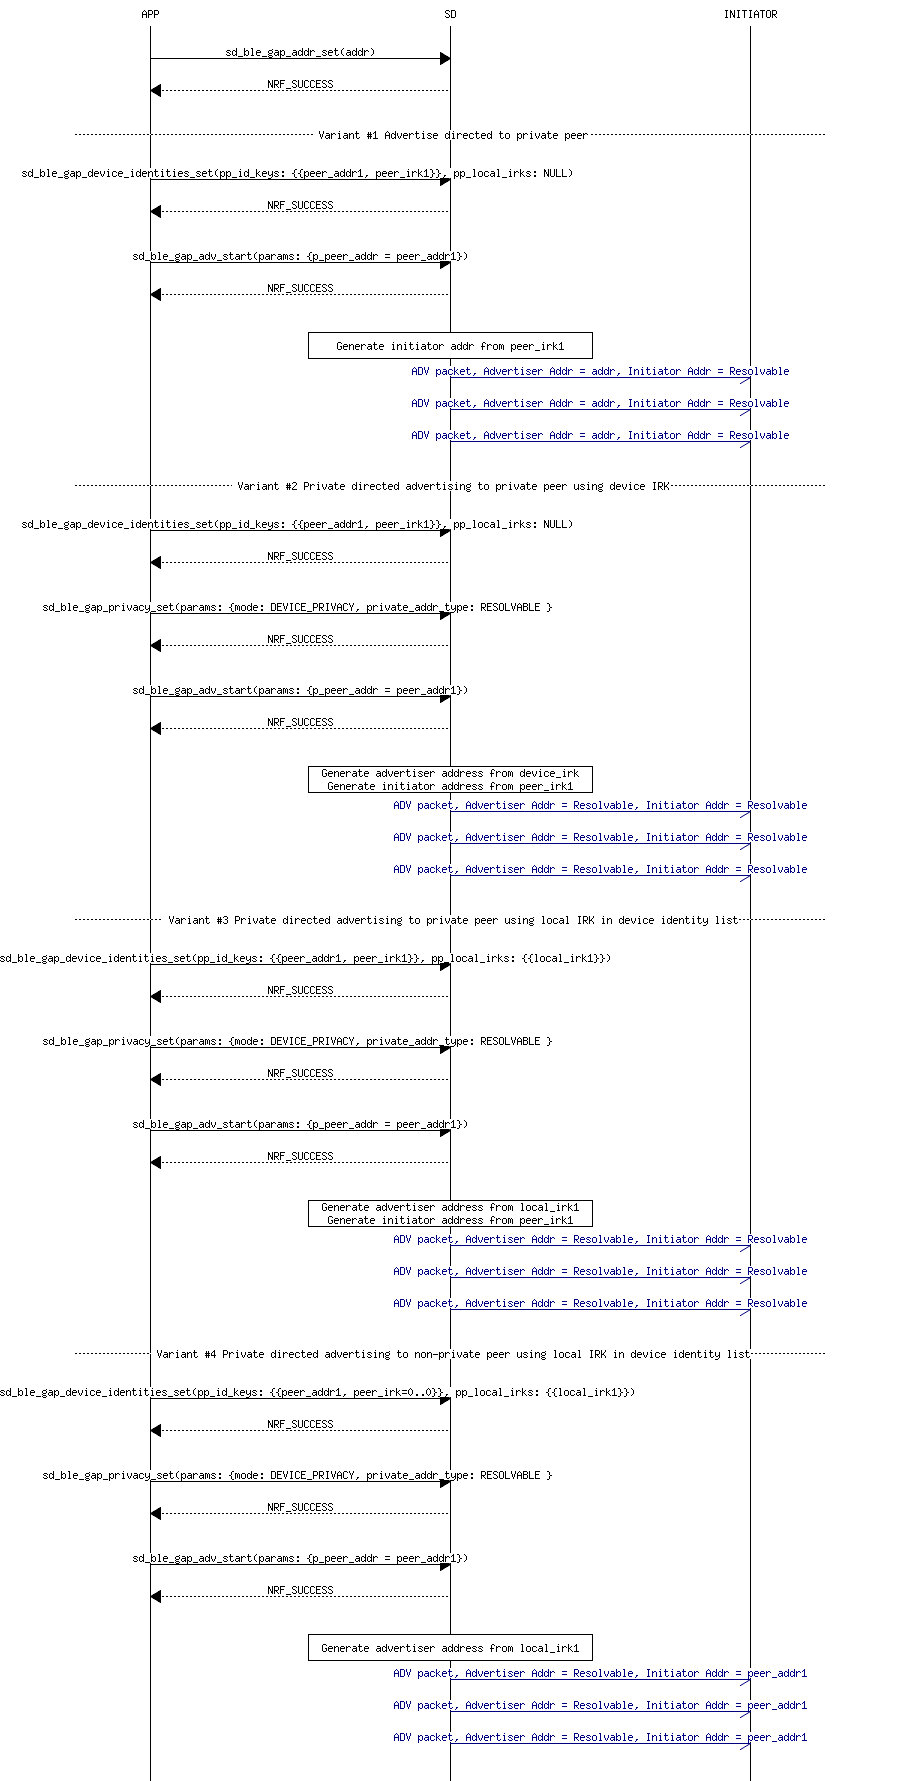 APP SD INITIATOR
sd_ble_gap_addr_set(addr)
NRF_SUCCESS
Variant #1 Advertise directed to private peer
sd_ble_gap_device_identities_set(pp_id_keys: {{peer_addr1, peer_irk1}}, pp_local_irks: NULL)
NRF_SUCCESS
sd_ble_gap_adv_start(params: {p_peer_addr = peer_addr1})
NRF_SUCCESS
Generate initiator addr from peer_irk1
ADV packet, Advertiser Addr = addr, Initiator Addr = Resolvable
ADV packet, Advertiser Addr = addr, Initiator Addr = Resolvable
ADV packet, Advertiser Addr = addr, Initiator Addr = Resolvable
Variant #2 Private directed advertising to private peer using device IRK
sd_ble_gap_device_identities_set(pp_id_keys: {{peer_addr1, peer_irk1}}, pp_local_irks: NULL)
NRF_SUCCESS
sd_ble_gap_privacy_set(params: {mode: DEVICE_PRIVACY, private_addr_type: RESOLVABLE }
NRF_SUCCESS
sd_ble_gap_adv_start(params: {p_peer_addr = peer_addr1})
NRF_SUCCESS
Generate advertiser address from device_irk
Generate initiator address from peer_irk1
ADV packet, Advertiser Addr = Resolvable, Initiator Addr = Resolvable
ADV packet, Advertiser Addr = Resolvable, Initiator Addr = Resolvable
ADV packet, Advertiser Addr = Resolvable, Initiator Addr = Resolvable
Variant #3 Private directed advertising to private peer using local IRK in device identity list
sd_ble_gap_device_identities_set(pp_id_keys: {{peer_addr1, peer_irk1}}, pp_local_irks: {{local_irk1}})
NRF_SUCCESS
sd_ble_gap_privacy_set(params: {mode: DEVICE_PRIVACY, private_addr_type: RESOLVABLE }
NRF_SUCCESS
sd_ble_gap_adv_start(params: {p_peer_addr = peer_addr1})
NRF_SUCCESS
Generate advertiser address from local_irk1
Generate initiator address from peer_irk1
ADV packet, Advertiser Addr = Resolvable, Initiator Addr = Resolvable
ADV packet, Advertiser Addr = Resolvable, Initiator Addr = Resolvable
ADV packet, Advertiser Addr = Resolvable, Initiator Addr = Resolvable
Variant #4 Private directed advertising to non-private peer using local IRK in device identity list
sd_ble_gap_device_identities_set(pp_id_keys: {{peer_addr1, peer_irk=0..0}}, pp_local_irks: {{local_irk1}})
NRF_SUCCESS
sd_ble_gap_privacy_set(params: {mode: DEVICE_PRIVACY, private_addr_type: RESOLVABLE }
NRF_SUCCESS
sd_ble_gap_adv_start(params: {p_peer_addr = peer_addr1})
NRF_SUCCESS
Generate advertiser address from local_irk1
ADV packet, Advertiser Addr = Resolvable, Initiator Addr = peer_addr1
ADV packet, Advertiser Addr = Resolvable, Initiator Addr = peer_addr1
ADV packet, Advertiser Addr = Resolvable, Initiator Addr = peer_addr1